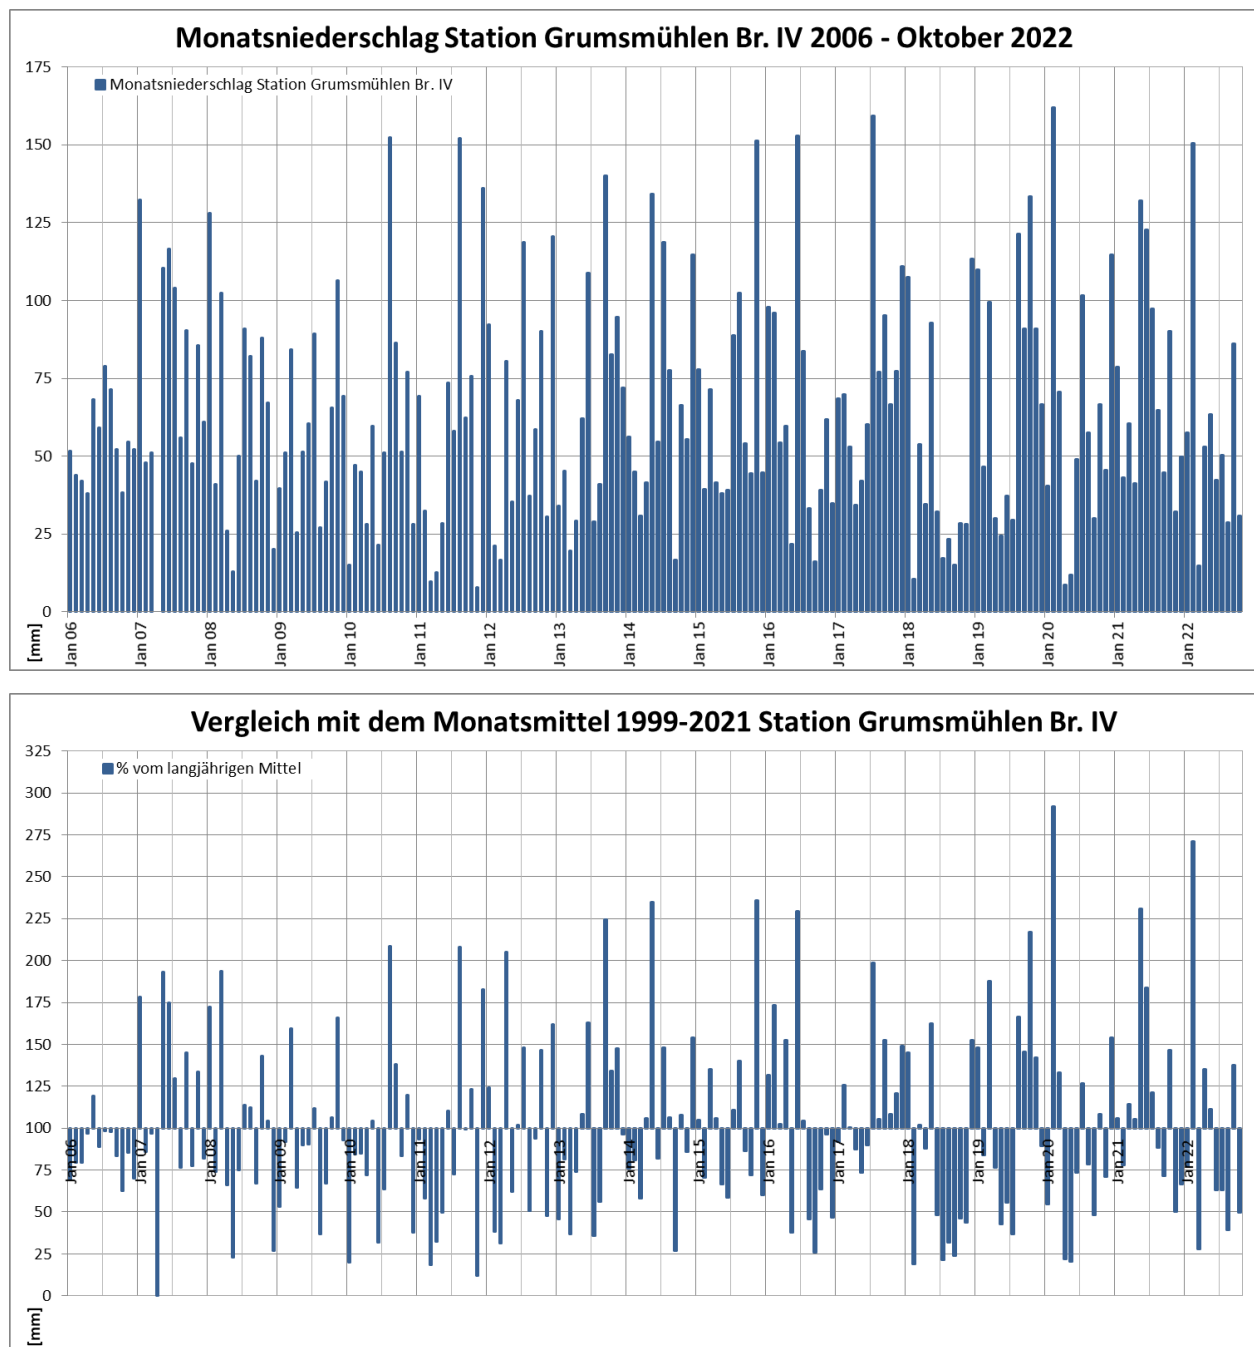 Monatsniederschlag Station Grumsmühlen Br. IV 2006 - Oktober 2022
175
Monatsniederschlag Station Grumsmühlen Br. IV
150
125
100
75
50
25
0
[mm]
Jan 06
Jan 07
Jan 08
Jan 09
Jan 10
Jan 11
Jan 12
Jan 13
Jan 14
Jan 15
Jan 16
Jan 17
Jan 18
Jan 19
Jan 20
Jan 21
Jan 22
Vergleich mit dem Monatsmittel 1999-2021 Station Grumsmühlen Br. IV
325
% vom langjährigen Mittel
300
275
250
225
200
175
150
125
100
75
50
25
0
[mm]
Jan 06
Jan 07
Jan 08
Jan 09
Jan 10
Jan 11
Jan 12
Jan 13
Jan 14
Jan 15
Jan 16
Jan 17
Jan 18
Jan 19
Jan 20
Jan 21
Jan 22